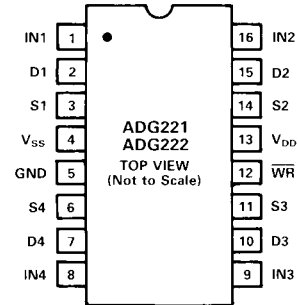 IN1 1 16 IN2
D1 2 15 D2
S1 3 14 S2
ADG221
VSS 4 13 VDD
ADG222
TOP VIEW
GND 5 12 WR
(Not to Scale)
S4 6 11 S3
D4 7 10 D3
IN4 8 9 IN3